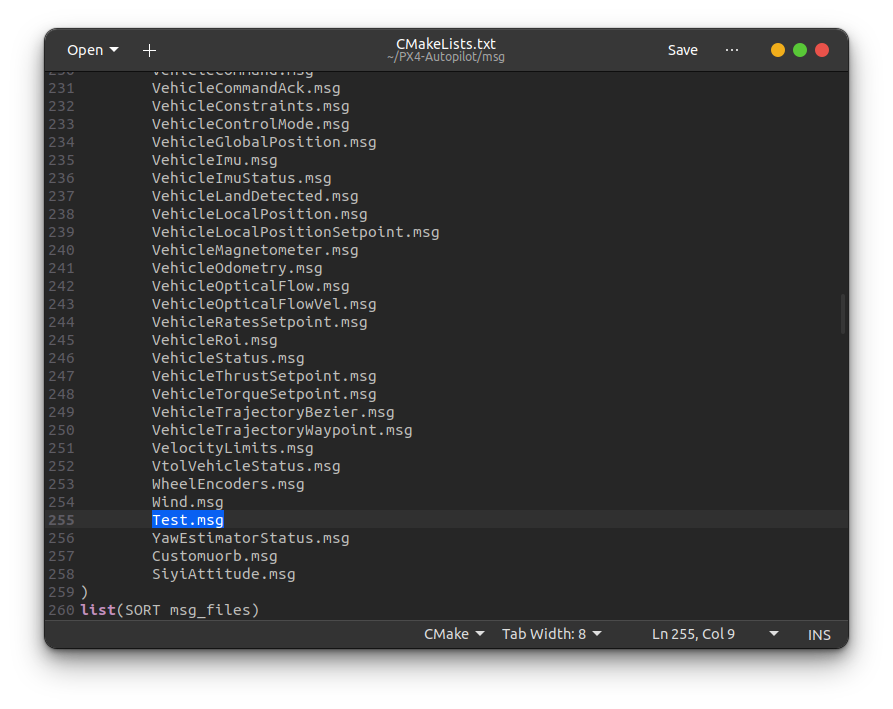 Open
CMakeLists.txt
~/PX4-Autopilot/msg
Save
231 VehicleCommandAck.msg
232 VehicleConstraints.msg
233 VehicleControlMode.msg
234 VehicleGlobalPosition.msg
235 VehicleImu.msg
236 VehicleImuStatus.msg
237 VehicleLandDetected.msg
238 VehicleLocalPosition.msg
239 VehicleLocalPositionSetpoint.msg
240 VehicleMagnetometer.msg
241 VehicleOdometry.msg
242 VehicleOpticalFlow.msg
243 VehicleOpticalFlowVel.msg
244 VehicleRatesSetpoint.msg
245 VehicleRoi.msg
246 VehicleStatus.msg
247 VehicleThrustSetpoint.msg
248 VehicleTorqueSetpoint.msg
249 VehicleTrajectoryBezier.msg
250 VehicleTrajectoryWaypoint.msg
251 VelocityLimits.msg
252 VtolVehicleStatus.msg
253 WheelEncoders.msg
254 Wind.msg
255 Test.msg
256 YawEstimatorStatus.msg
257 Customuorb.msg
258 SiyiAttitude.msg
259 )
260 list(SORT msg_files)
CMake Tab Width: 8 Ln 255, Col 9 INS